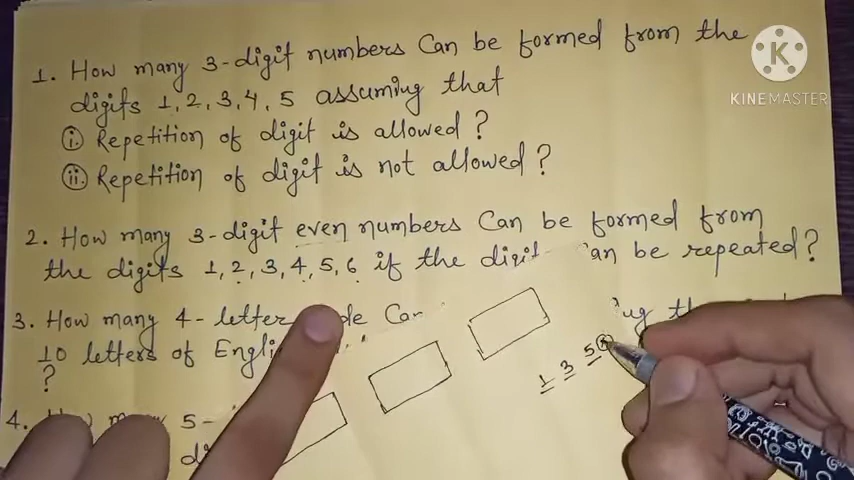 1. How many 3-digit numbers Can be formed from the
digits 1, 2, 3, 4, 5 assuming that
(i.) Repetition of digit is allowed?
(ii.) Repetition of digit is not allowed?
2. How many 3-digit even numbers Can be formed from
the digits 1, 2, 3, 4, 5, 6 if the be repeated?
3. How many 4-letter
10 letters of
?
4. many 5-
1 3 5
KINEMASTER